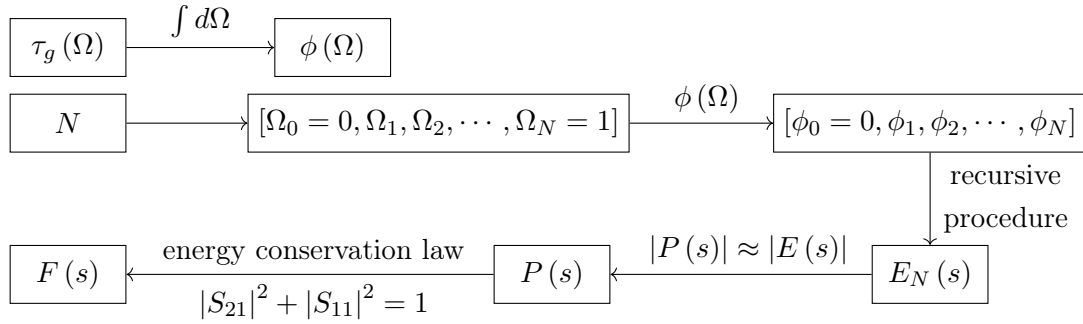 ∫ dΩ
τ_g (Ω)
ϕ (Ω)
ϕ (Ω)
N
[Ω_0 = 0, Ω_1, Ω_2, ⋯ , Ω_N = 1]
[ϕ_0 = 0, ϕ_1, ϕ_2, ⋯ , ϕ_N]
recursive
procedure
energy conservation law
|P (s)| ≈ |E (s)|
F (s)
P (s)
E_N (s)
|S_21|^2 + |S_11|^2 = 1